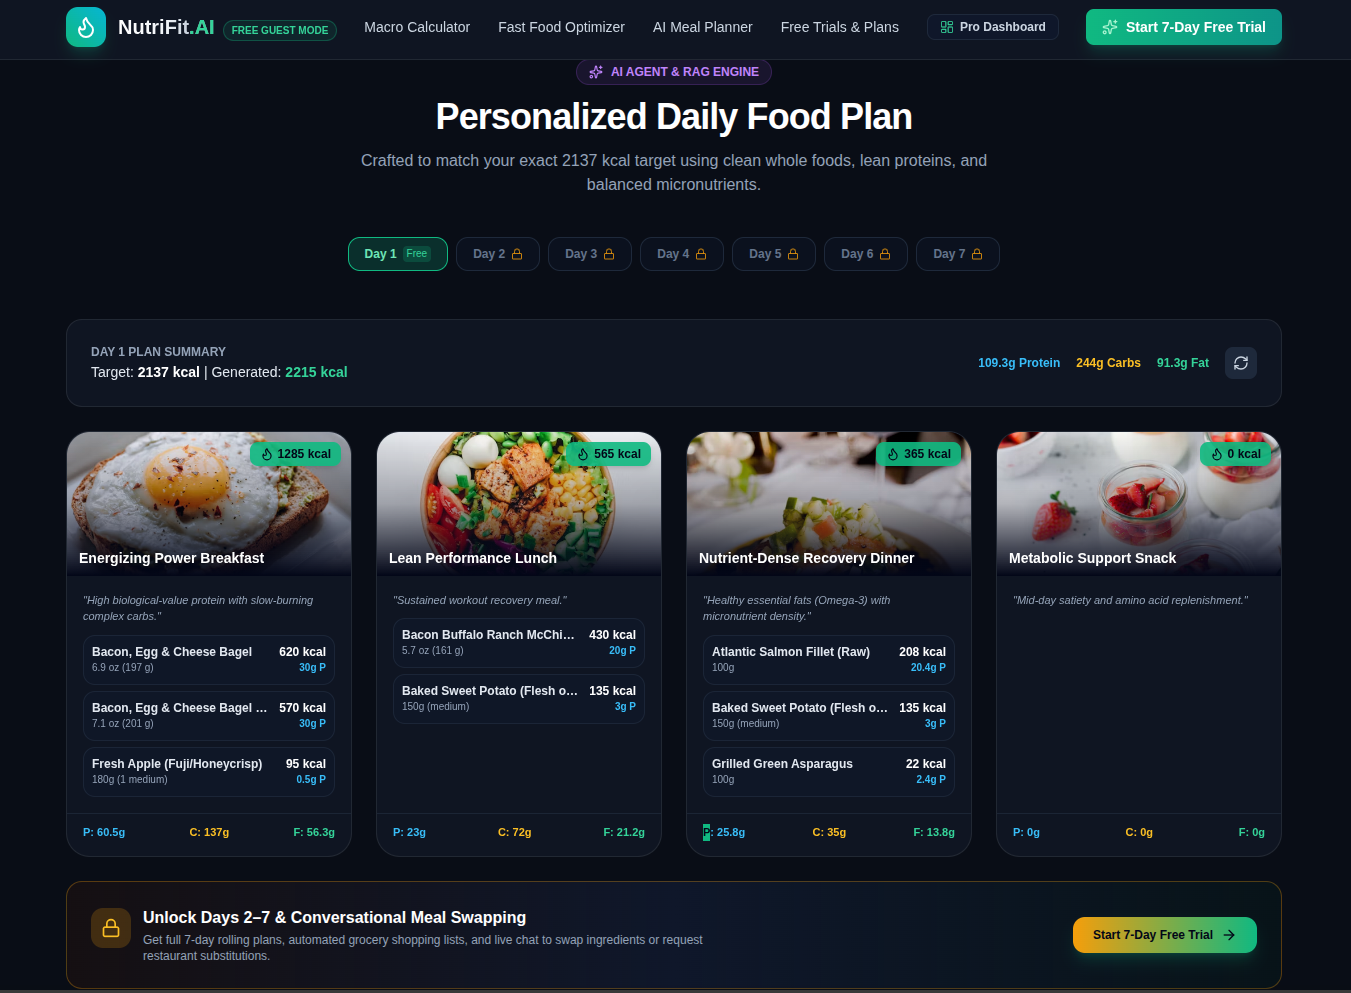 NutriFit.AI FREE GUEST MODE Macro Calculator Fast Food Optimizer AI Meal Planner Free Trials & Plans Pro Dashboard Start 7-Day Free Trial
AI AGENT & RAG ENGINE
Personalized Daily Food Plan
Crafted to match your exact 2137 kcal target using clean whole foods, lean proteins, and
balanced micronutrients.
Day 1 Free Day 2 Day 3 Day 4 Day 5 Day 6 Day 7
DAY 1 PLAN SUMMARY
Target: 2137 kcal | Generated: 2215 kcal
109.3g Protein 244g Carbs 91.3g Fat
1285 kcal
Energizing Power Breakfast
"High biological-value protein with slow-burning
complex carbs."
Bacon, Egg & Cheese Bagel 620 kcal
6.9 oz (197 g) 30g P
Bacon, Egg & Cheese Bagel ... 570 kcal
7.1 oz (201 g) 30g P
Fresh Apple (Fuji/Honeycrisp) 95 kcal
180g (1 medium) 0.5g P
P: 60.5g C: 137g F: 56.3g
565 kcal
Lean Performance Lunch
"Sustained workout recovery meal."
Bacon Buffalo Ranch McChi... 430 kcal
5.7 oz (161 g) 20g P
Baked Sweet Potato (Flesh o... 135 kcal
150g (medium) 3g P
P: 23g C: 72g F: 21.2g
365 kcal
Nutrient-Dense Recovery Dinner
"Healthy essential fats (Omega-3) with
micronutrient density."
Atlantic Salmon Fillet (Raw) 208 kcal
100g 20.4g P
Baked Sweet Potato (Flesh o... 135 kcal
150g (medium) 3g P
Grilled Green Asparagus 22 kcal
100g 2.4g P
P: 25.8g C: 35g F: 13.8g
0 kcal
Metabolic Support Snack
"Mid-day satiety and amino acid replenishment."
P: 0g C: 0g F: 0g
Unlock Days 2–7 & Conversational Meal Swapping
Get full 7-day rolling plans, automated grocery shopping lists, and live chat to swap ingredients or request
restaurant substitutions.
Start 7-Day Free Trial